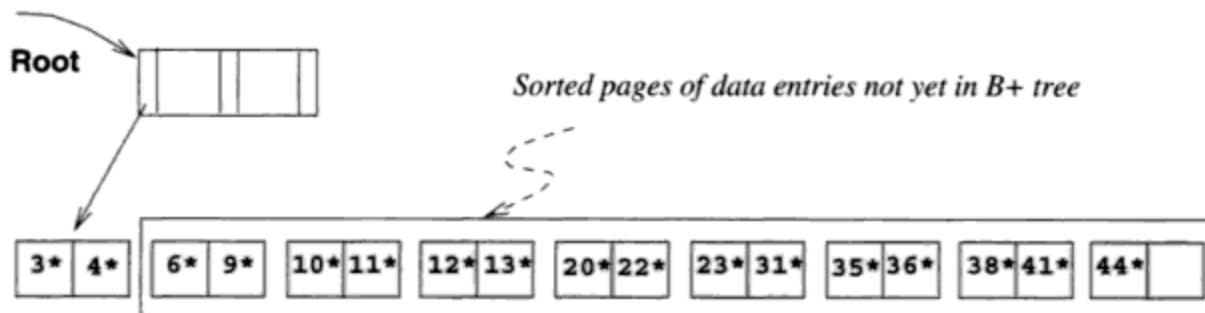 Root
Sorted pages of data entries not yet in B+ tree
3* 4* 6* 9* 10* 11* 12* 13* 20* 22* 23* 31* 35* 36* 38* 41* 44*